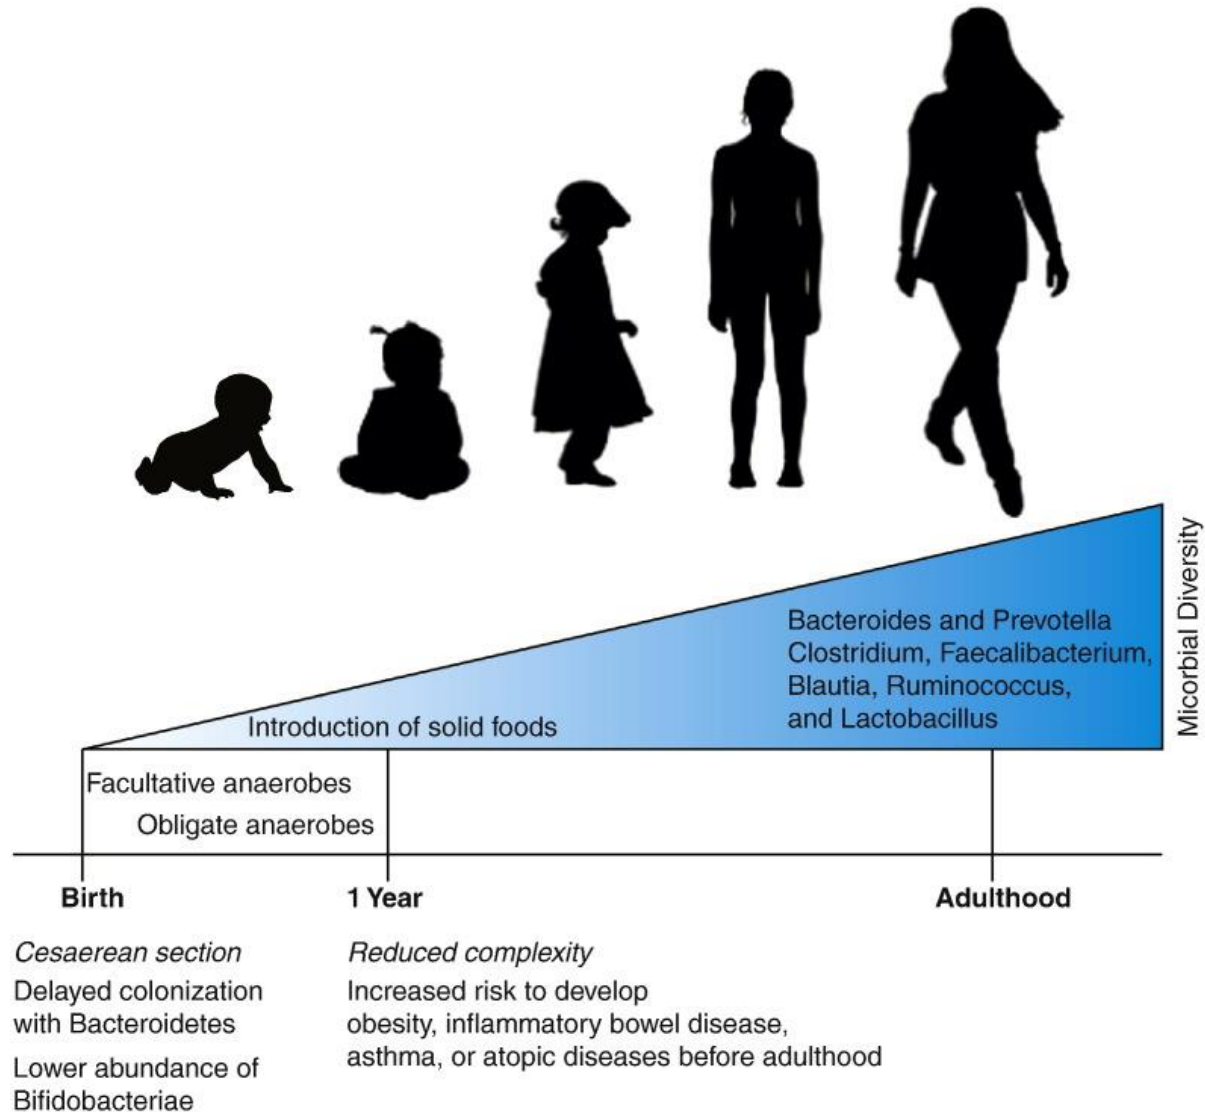 Micorbial Diversity
Bacteroides and Prevotella
Clostridium, Faecalibacterium,
Blautia, Ruminococcus,
and Lactobacillus
Introduction of solid foods
Facultative anaerobes
Obligate anaerobes
Birth
1 Year
Adulthood
Cesaerean section
Delayed colonization
with Bacteroidetes
Lower abundance of
Bifidobacteriae
Reduced complexity
Increased risk to develop
obesity, inflammatory bowel disease,
asthma, or atopic diseases before adulthood